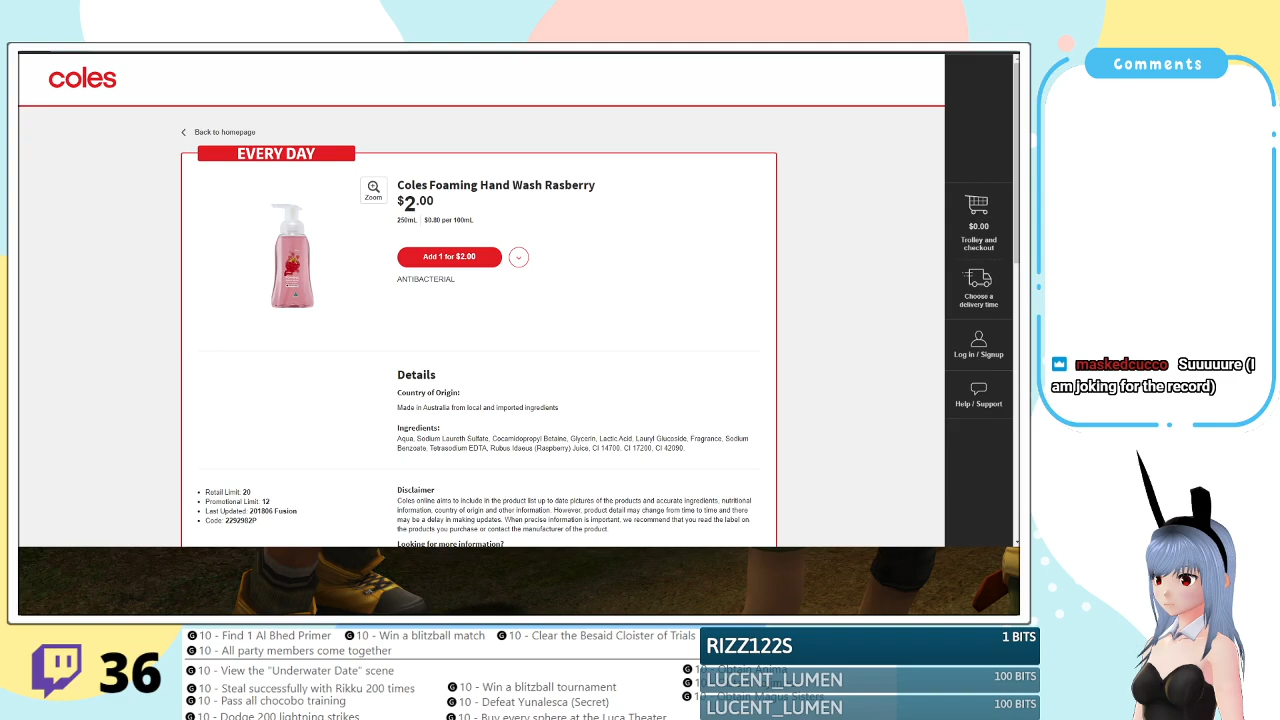 coles
Back to homepage
EVERY DAY
Zoom
Coles Foaming Hand Wash Rasberry
$2.00
250mL | $0.80 per 100mL
Add 1 for $2.00
ANTIBACTERIAL
Details
Country of Origin:
Made in Australia from local and imported ingredients
Ingredients:
Aqua, Sodium Laureth Sulfate, Cocamidopropyl Betaine, Glycerin, Lactic Acid, Lauryl Glucoside, Fragrance, Sodium
Benzoate, Tetrasodium EDTA, Rubus Idaeus (Raspberry) Juice, CI 14700, CI 17200, CI 42090.
Retail Limit: 20
Promotional Limit: 12
Last Updated: 201806 Fusion
Code: 2292982P
Disclaimer
Coles online aims to include in the product list up to date pictures of the products and accurate ingredients, nutritional
information, country of origin and other information. However, product detail may change from time to time and there
may be a delay in making updates. When precise information is important, we recommend that you read the label on
the products you purchase or contact the manufacturer of the product.
Looking for more information?
$0.00
Trolley and
checkout
Choose a
delivery time
Log in / Signup
Help / Support
Comments
maskedcucco Suuuuure (I
am joking for the record)
36
G 10 - Find 1 Al Bhed Primer G 10 - Win a blitzball match G 10 - Clear the Besaid Cloister of Trials
G 10 - All party members come together
G 10 - View the "Underwater Date" scene
G 10 - Steal successfully with Rikku 200 times
G 10 - Pass all chocobo training
G 10 - Dodge 200 lightning strikes
G 10 - Win a blitzball tournament
G 10 - Defeat Yunalesca (Secret)
G 10 - Buy every sphere at the Luca Theater
G 10 - Obtain Anima
Obtain Magus Sisters
RIZZ122S 1 BITS
LUCENT_LUMEN 100 BITS
LUCENT_LUMEN 100 BITS